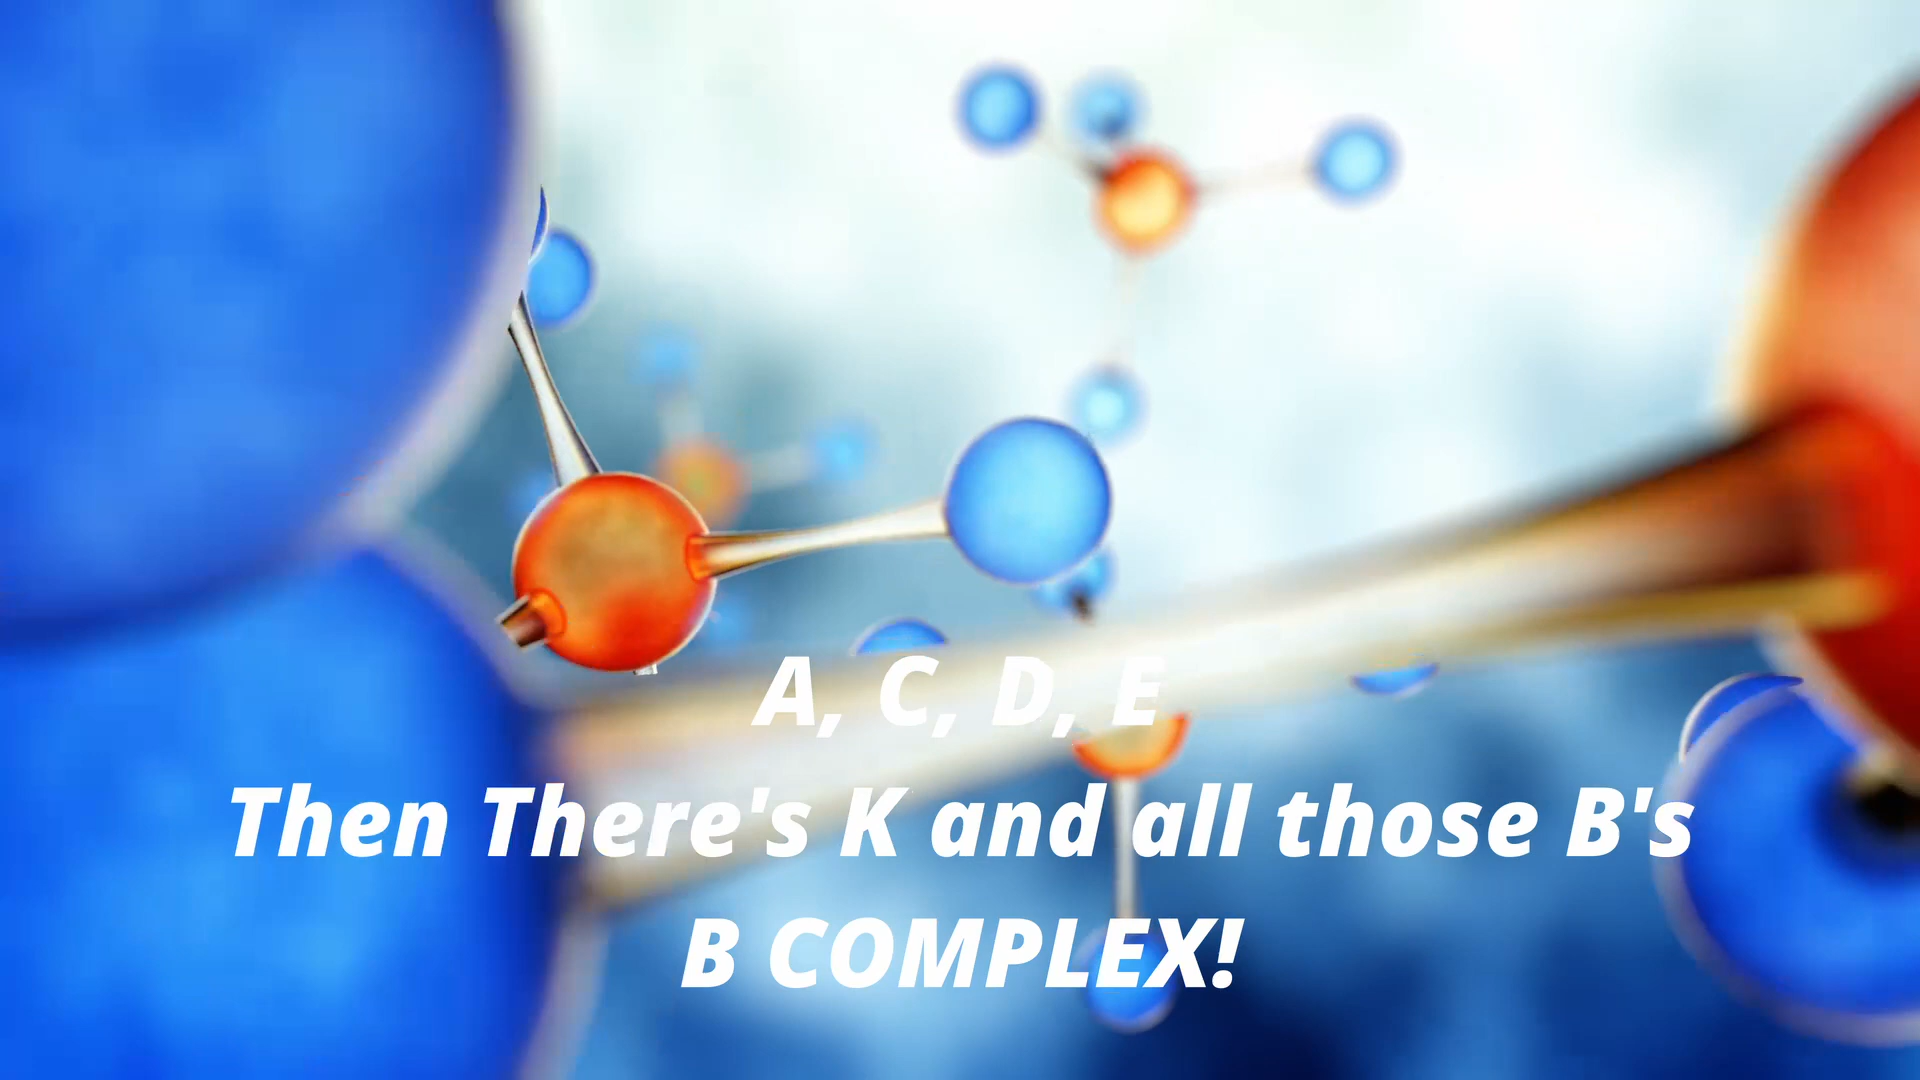 A, C, D, E
Then There's K and all those B's
B COMPLEX!